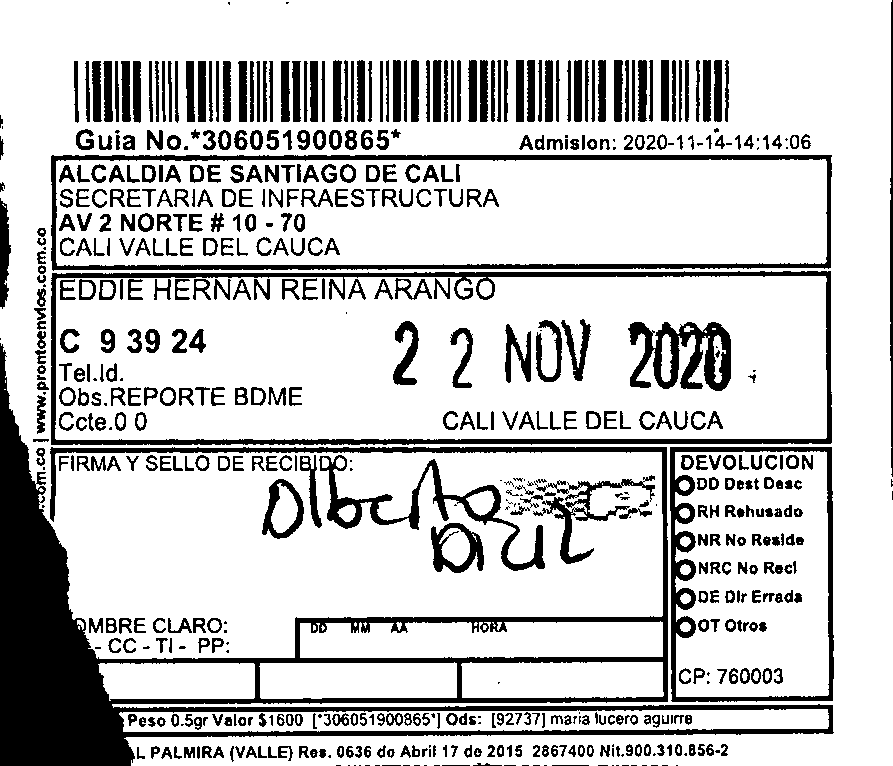 Guia No.*306051900865*
Admision: 2020-11-14-14:14:06
ALCALDIA DE SANTIAGO DE CALI
SECRETARIA DE INFRAESTRUCTURA
AV 2 NORTE # 10 - 70
CALI VALLE DEL CAUCA
EDDIE HERNAN REINA ARANGO
C 9 39 24
2 2 NOV 2020
Tel.Id.
Obs.REPORTE BDME
Ccte.0 0
CALI VALLE DEL CAUCA
.com.co | www.prontoenvios.com.co
FIRMA Y SELLO DE RECIBIDO:
Alberto
Diaz
DEVOLUCION
DD Dest Desc
RH Rehusado
NR No Reside
NRC No Recl
DE Dir Errada
OT Otros
CP: 760003
OMBRE CLARO:
- CC - TI - PP:
DD MM AA HORA
Peso 0.5gr Valor $1600 [*306051900865*] Ods: [92737] maria lucero aguirre
L PALMIRA (VALLE) Res. 0636 de Abril 17 de 2015 2867400 Nit.900.310.856-2